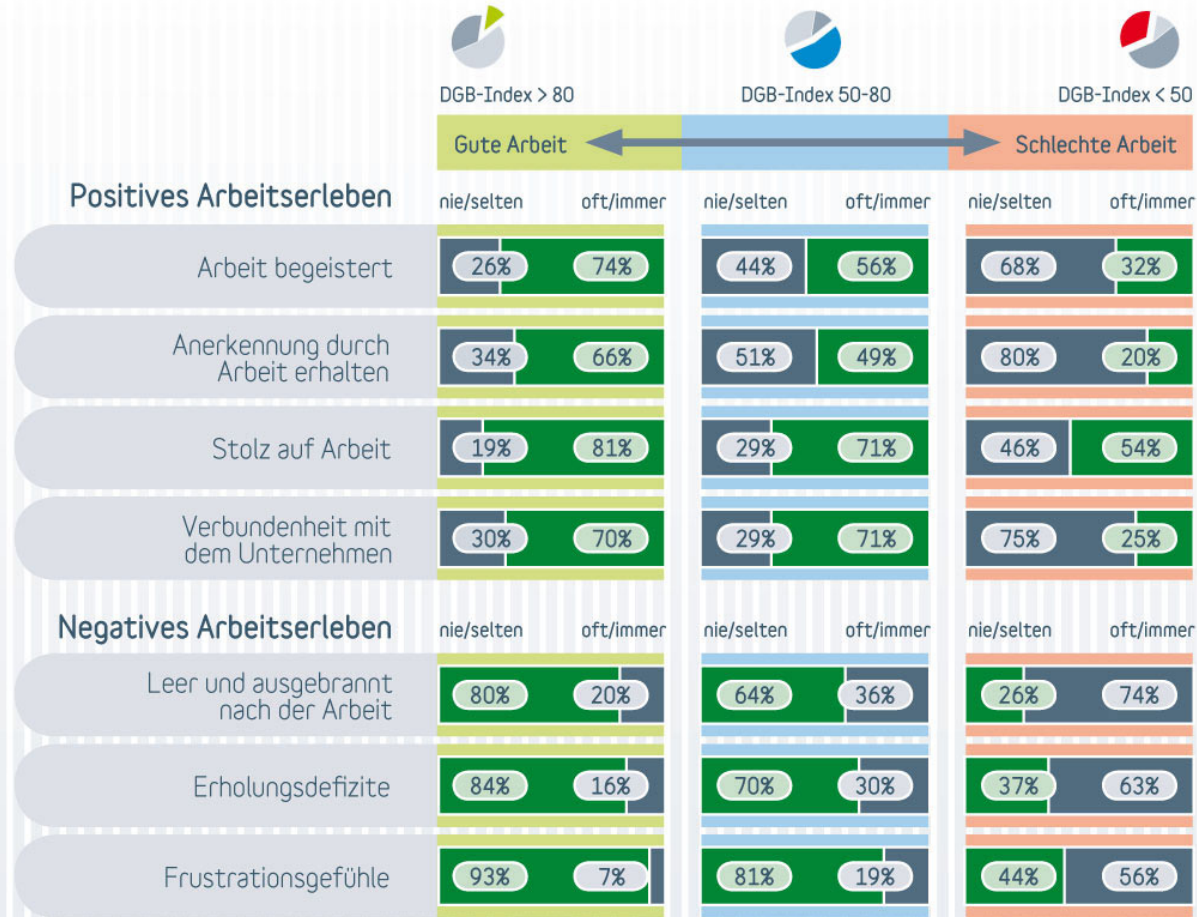 DGB-Index > 80 DGB-Index 50-80 DGB-Index < 50
Gute Arbeit Schlechte Arbeit
Positives Arbeitserleben nie/selten oft/immer nie/selten oft/immer nie/selten oft/immer
Arbeit begeistert 26% 74% 44% 56% 68% 32%
Anerkennung durch
Arbeit erhalten 34% 66% 51% 49% 80% 20%
Stolz auf Arbeit 19% 81% 29% 71% 46% 54%
Verbundenheit mit
dem Unternehmen 30% 70% 29% 71% 75% 25%
Negatives Arbeitserleben nie/selten oft/immer nie/selten oft/immer nie/selten oft/immer
Leer und ausgebrannt
nach der Arbeit 80% 20% 64% 36% 26% 74%
Erholungsdefizite 84% 16% 70% 30% 37% 63%
Frustrationsgefühle 93% 7% 81% 19% 44% 56%